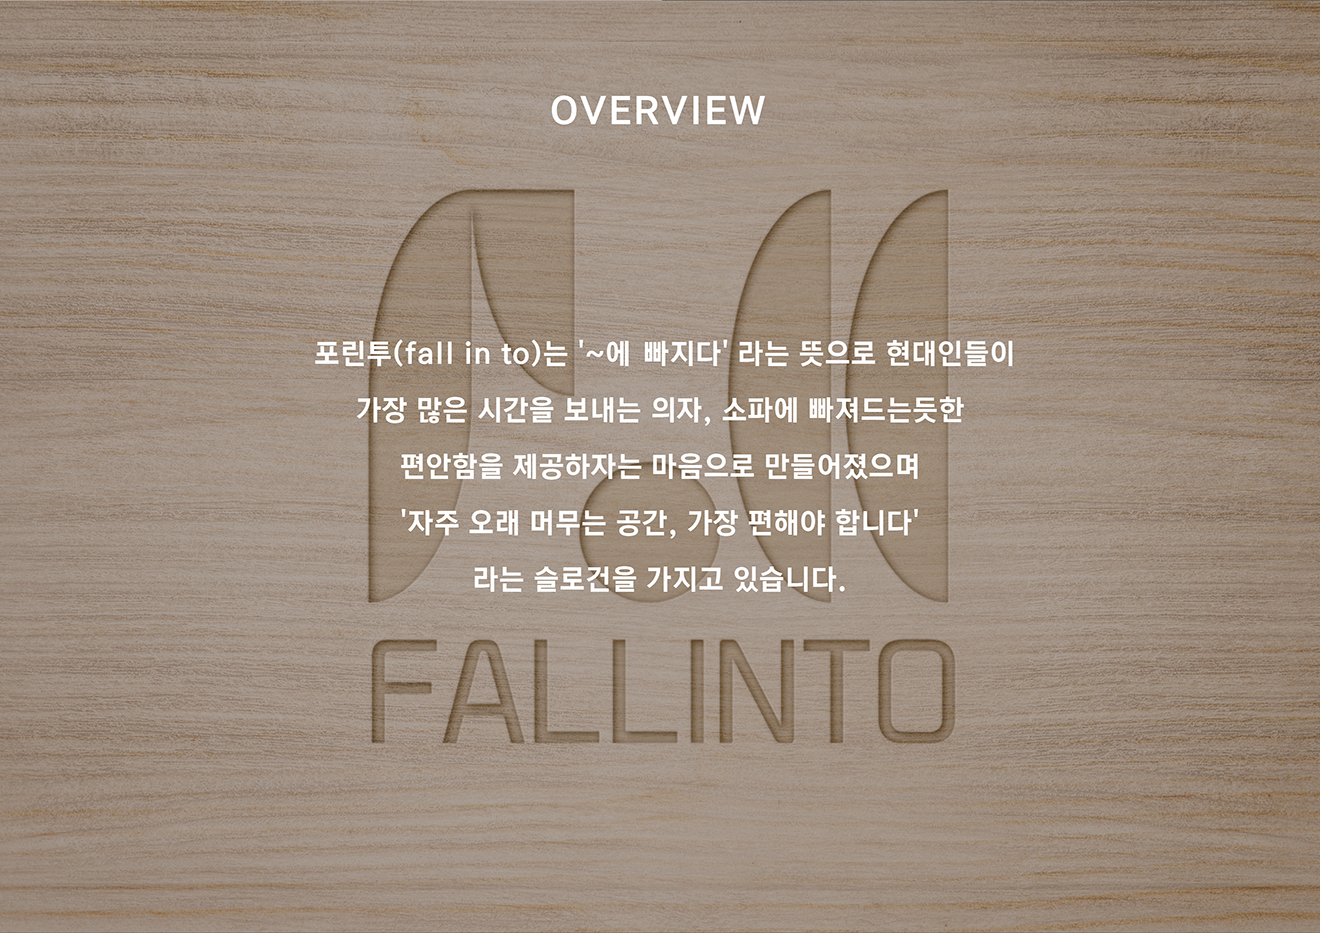 OVERVIEW
포린투(fall in to)는 '~에 빠지다' 라는 뜻으로 현대인들이
가장 많은 시간을 보내는 의자, 소파에 빠져드는듯한
편안함을 제공하자는 마음으로 만들어졌으며
'자주 오래 머무는 공간, 가장 편해야 합니다'
라는 슬로건을 가지고 있습니다.
FALLINTO